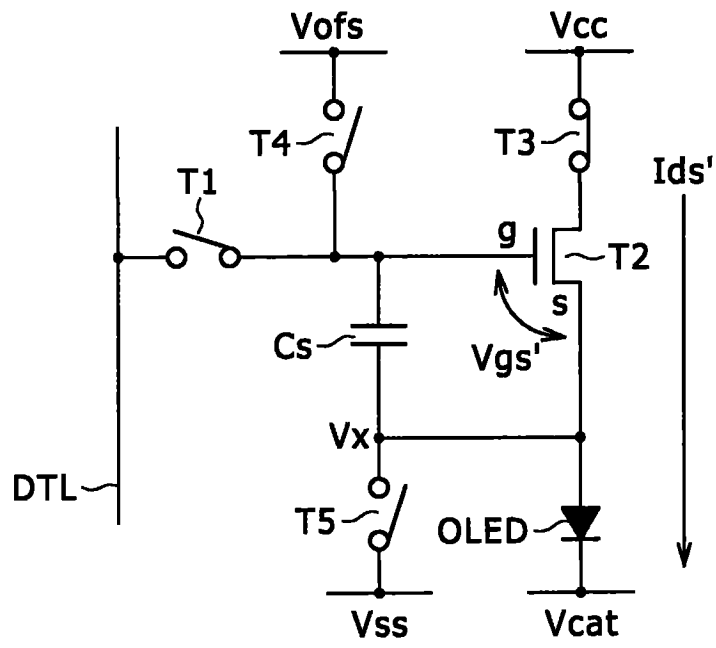 Vofs
Vcc
T4
T3
Ids'
T1
g
T2
s
Cs
Vgs'
Vx
DTL
T5
OLED
Vss
Vcat